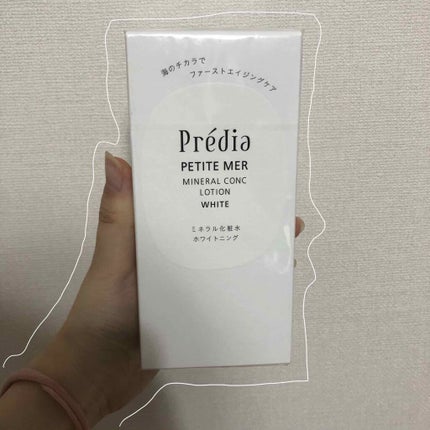 海のチカラで
ファーストエイジングケア
Prédia
PETITE MER
MINERAL CONC
LOTION
WHITE
ミネラル化粧水
ホワイトニング